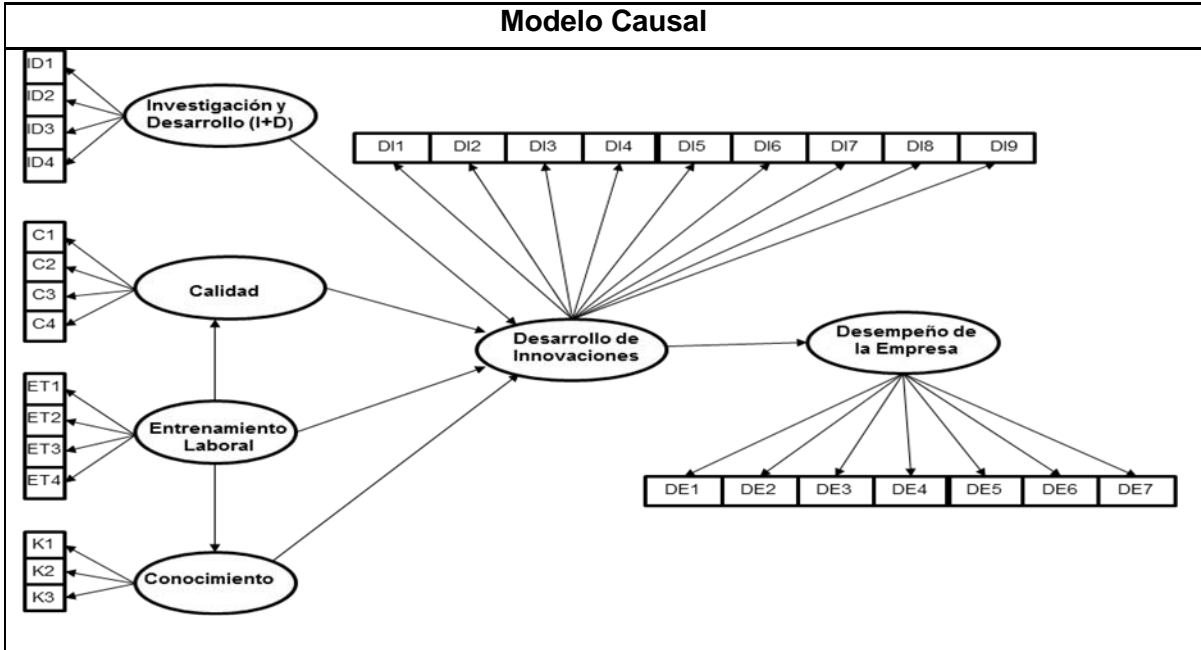 Modelo Causal
ID1
ID2
ID3
ID4
Investigación y
Desarrollo (I+D)
DI1 DI2 DI3 DI4 DI5 DI6 DI7 DI8 DI9
C1
C2
C3
C4
Calidad
Desarrollo de
Innovaciones
Desempeño de
la Empresa
ET1
ET2
ET3
ET4
Entrenamiento
Laboral
DE1 DE2 DE3 DE4 DE5 DE6 DE7
K1
K2
K3
Conocimiento